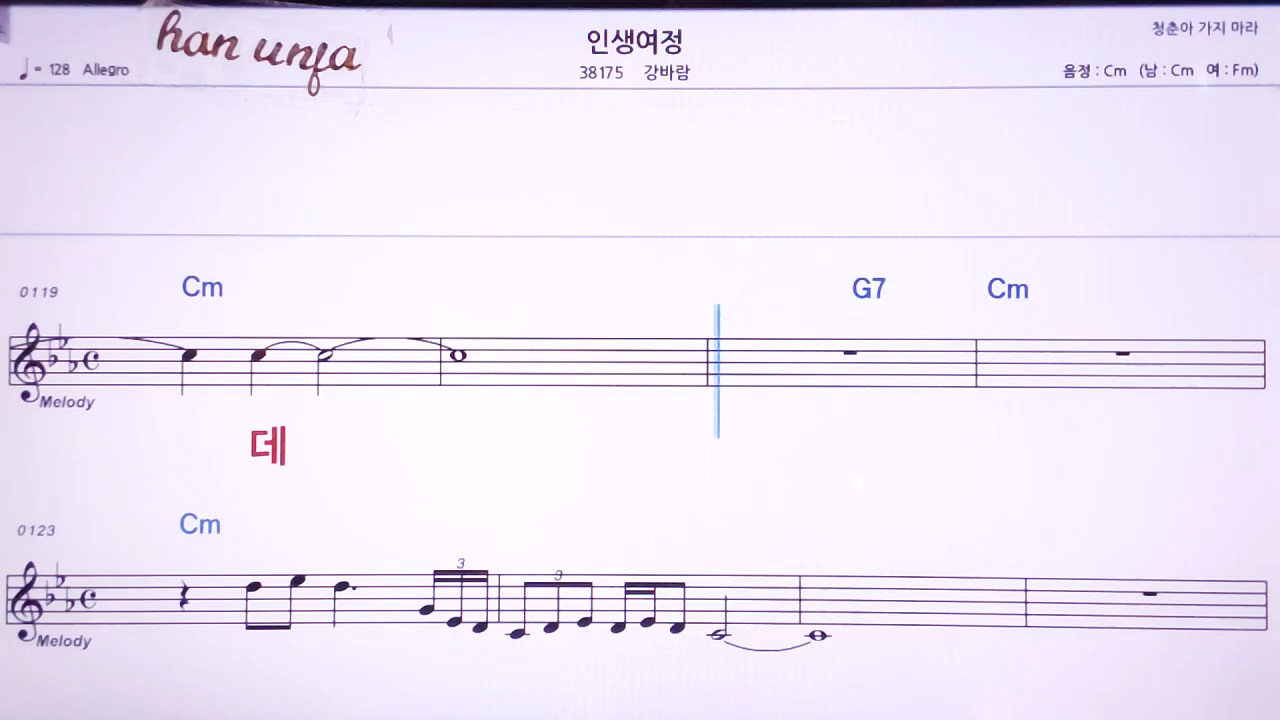 han unja
인생여정
청춘아 가지 마라
♩= 128 Allegro
38175 강바람
음정 : Cm (남 : Cm 여 : Fm)
0119 Cm G7 Cm
Melody
데
0123 Cm
3 3
Melody